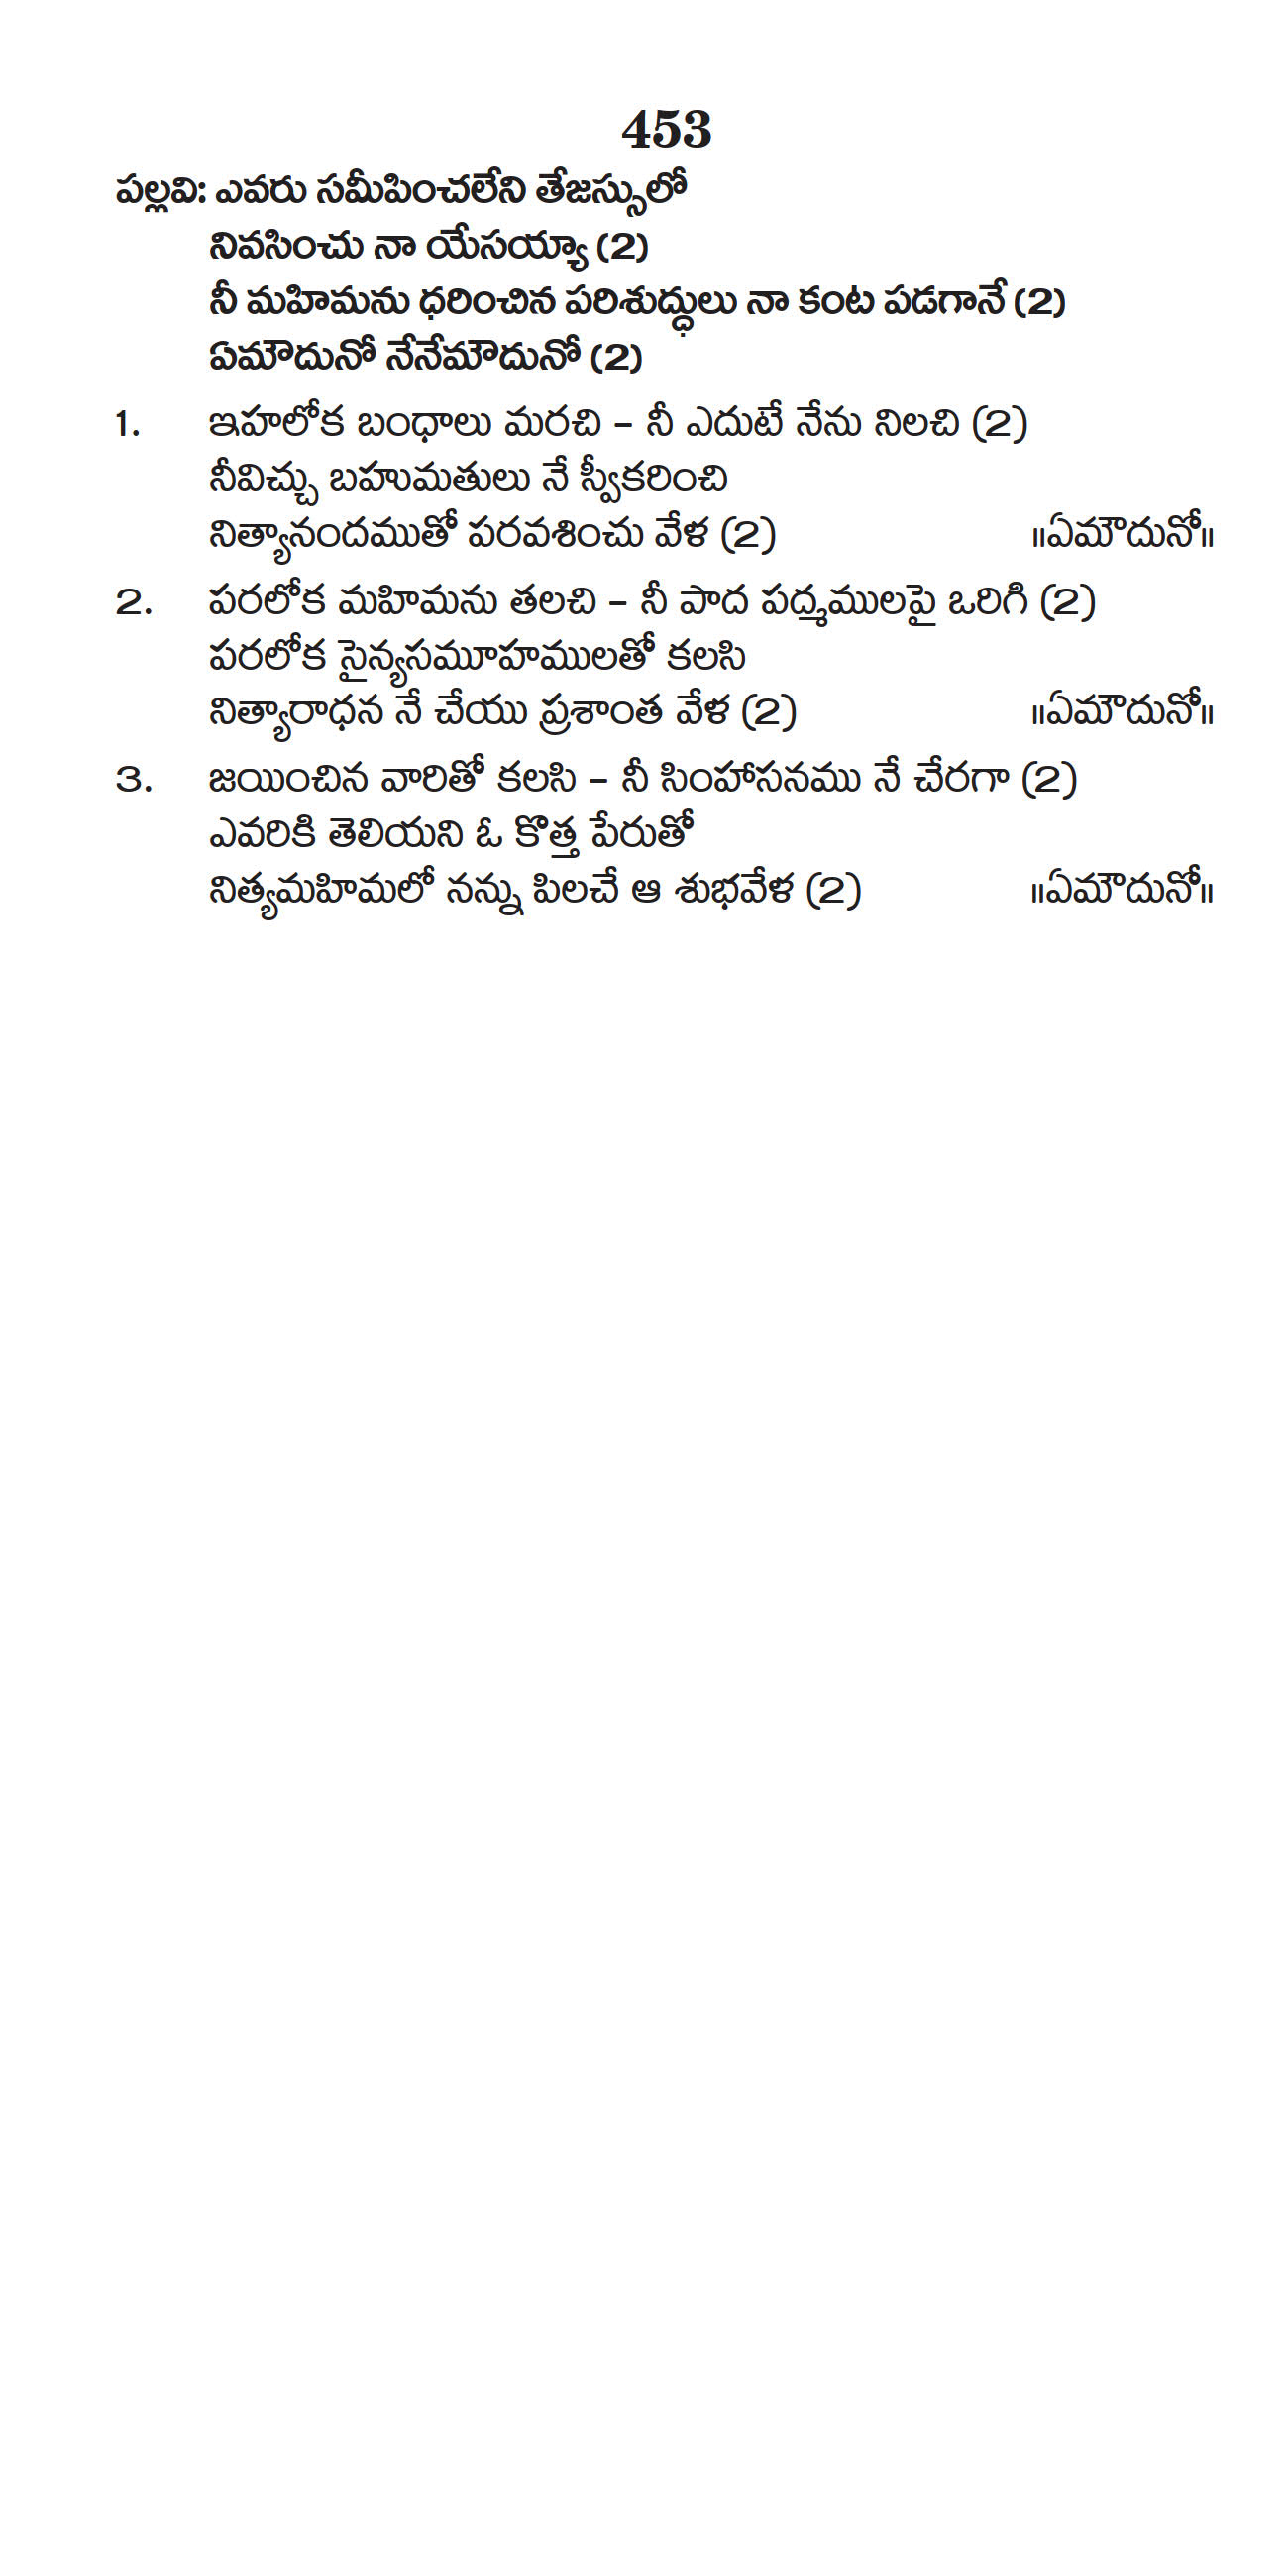 453
పల్లవి: ఎవరు సమీపించలేని తేజస్సులో
నివసించు నా యేసయ్యా (2)
నీ మహిమను ధరించిన పరిశుద్ధులు నా కంట పడగానే (2)
ఏమౌదునో నేనేమౌదునో (2)
1. ఇహలోక బంధాలు మరచి – నీ ఎదుటే నేను నిలచి (2)
నీవిచ్చు బహుమతులు నే స్వీకరించి
నిత్యానందముతో పరవశించు వేళ (2) ॥ఏమౌదునో॥
2. పరలోక మహిమను తలచి – నీ పాద పద్మములపై ఒరిగి (2)
పరలోక సైన్యసమూహములతో కలసి
నిత్యారాధన నే చేయు ప్రశాంత వేళ (2) ॥ఏమౌదునో॥
3. జయించిన వారితో కలసి – నీ సింహాసనము నే చేరగా (2)
ఎవరికి తెలియని ఓ కొత్త పేరుతో
నిత్యమహిమలో నన్ను పిలచే ఆ శుభవేళ (2) ॥ఏమౌదునో॥